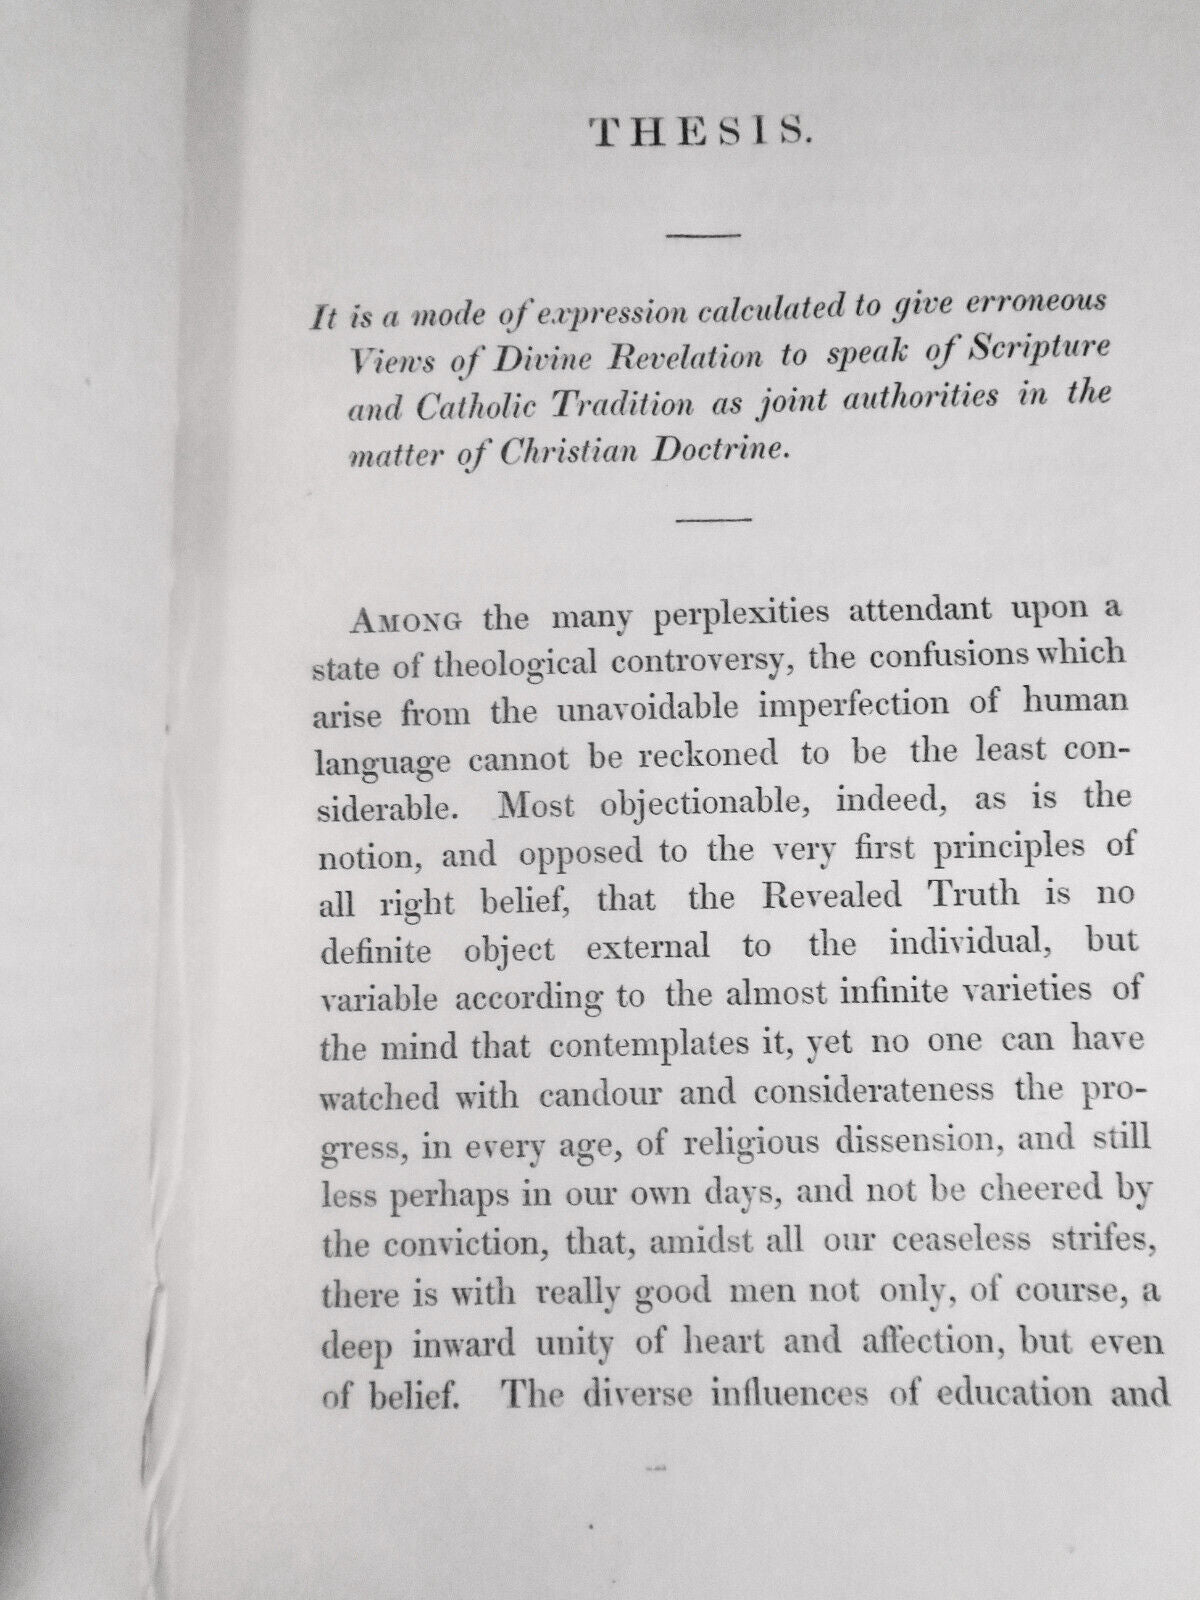 THESIS.
It is a mode of expression calculated to give erroneous
Views of Divine Revelation to speak of Scripture
and Catholic Tradition as joint authorities in the
matter of Christian Doctrine.
Among the many perplexities attendant upon a
state of theological controversy, the confusions which
arise from the unavoidable imperfection of human
language cannot be reckoned to be the least con-
siderable. Most objectionable, indeed, as is the
notion, and opposed to the very first principles of
all right belief, that the Revealed Truth is no
definite object external to the individual, but
variable according to the almost infinite varieties of
the mind that contemplates it, yet no one can have
watched with candour and considerateness the pro-
gress, in every age, of religious dissension, and still
less perhaps in our own days, and not be cheered by
the conviction, that, amidst all our ceaseless strifes,
there is with really good men not only, of course, a
deep inward unity of heart and affection, but even
of belief. The diverse influences of education and